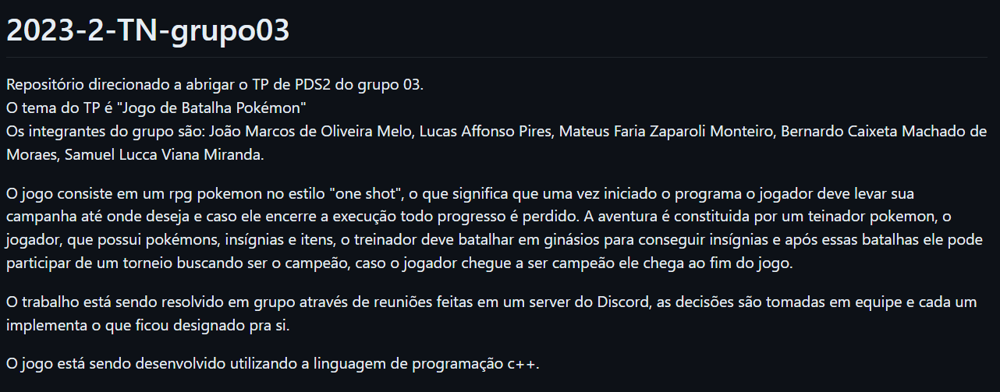 2023-2-TN-grupo03
Repositório direcionado a abrigar o TP de PDS2 do grupo 03.
O tema do TP é "Jogo de Batalha Pokémon"
Os integrantes do grupo são: João Marcos de Oliveira Melo, Lucas Affonso Pires, Mateus Faria Zaparoli Monteiro, Bernardo Caixeta Machado de
Moraes, Samuel Lucca Viana Miranda.
O jogo consiste em um rpg pokemon no estilo "one shot", o que significa que uma vez iniciado o programa o jogador deve levar sua
campanha até onde deseja e caso ele encerre a execução todo progresso é perdido. A aventura é constituida por um teinador pokemon, o
jogador, que possui pokémons, insígnias e itens, o treinador deve batalhar em ginásios para conseguir insígnias e após essas batalhas ele pode
participar de um torneio buscando ser o campeão, caso o jogador chegue a ser campeão ele chega ao fim do jogo.
O trabalho está sendo resolvido em grupo através de reuniões feitas em um server do Discord, as decisões são tomadas em equipe e cada um
implementa o que ficou designado pra si.
O jogo está sendo desenvolvido utilizando a linguagem de programação c++.